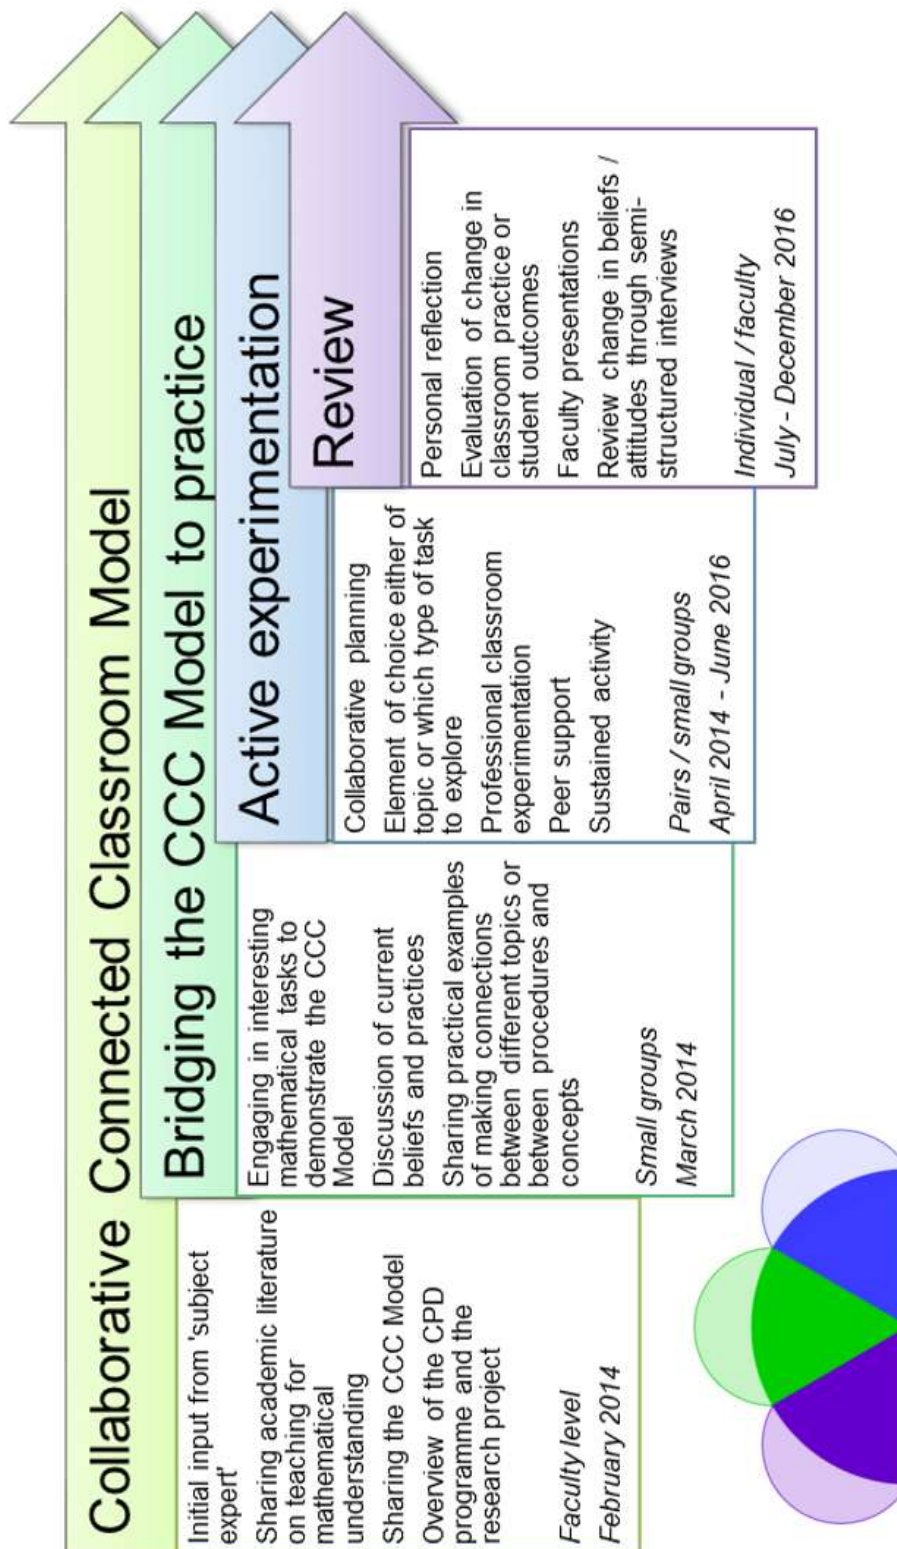 Collaborative Connected Classroom Model
Initial input from 'subject
expert'
Sharing academic literature
on teaching for
mathematical
understanding
Sharing the CCC Model
Overview of the CPD
programme and the
research project
Faculty level
February 2014
Bridging the CCC Model to practice
Engaging in interesting
mathematical tasks to
demonstrate the CCC
Model
Discussion of current
beliefs and practices
Sharing practical examples
of making connections
between different topics or
between procedures and
concepts
Small groups
March 2014
Active experimentation
Collaborative planning
Element of choice either of
topic or which type of task
to explore
Professional classroom
experimentation
Peer support
Sustained activity
Pairs / small groups
April 2014 - June 2016
Review
Personal reflection
Evaluation of change in
classroom practice or
student outcomes
Faculty presentations
Review change in beliefs /
attitudes through semi-
structured interviews
Individual / faculty
July - December 2016